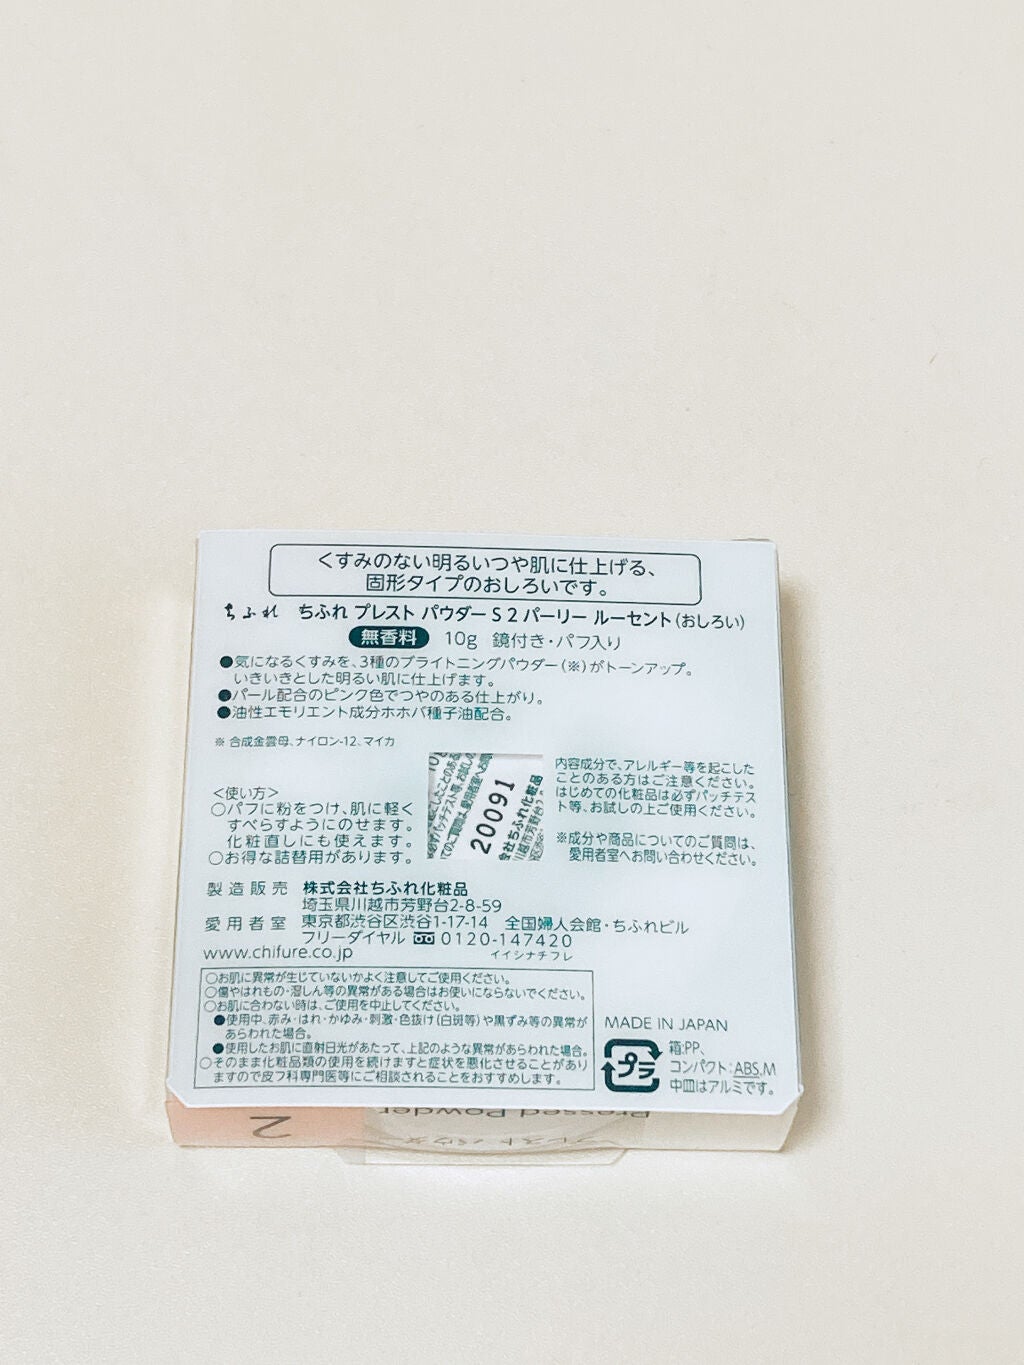 くすみのない明るいつや肌に仕上げる、
固形タイプのおしろいです。
ちふれ ちふれ プレスト パウダー S 2 パーリー ルーセント(おしろい)
無香料 10g 鏡付き・パフ入り
●気になるくすみを、3種のブライトニングパウダー(※)がトーンアップ。
いきいきとした明るい肌に仕上げます。
●パール配合のピンク色でつやのある仕上がり。
●油性エモリエント成分ホホバ種子油配合。
※ 合成金雲母、ナイロン-12、マイカ
<使い方>
○パフに粉をつけ、肌に軽く
すべらすようにのせます。
化粧直しにも使えます。
○お得な詰替用があります。
20091
内容成分で、アレルギー等を起こした
ことのある方はご注意ください。
はじめての化粧品は必ずパッチテス
ト等、お試しの上ご使用ください。
※成分や商品についてのご質問は、
愛用者室へお問い合わせください。
製造販売 株式会社ちふれ化粧品
埼玉県川越市芳野台2-8-59
愛用者室 東京都渋谷区渋谷1-17-14 全国婦人会館・ちふれビル
フリーダイヤル 0120-147420
www.chifure.co.jp イイシナチフレ
○お肌に異常が生じていないかよく注意してご使用ください。
○傷やはれもの・湿しん等の異常がある場合はお使いにならないでください。
○お肌に合わない時は、ご使用を中止してください。
●使用中、赤み・はれ・かゆみ・刺激・色抜け(白斑等)や黒ずみ等の異常が
あらわれた場合。
●使用したお肌に直射日光があたって、上記のような異常があらわれた場合。
○そのまま化粧品類の使用を続けますと症状を悪化させることがあり
ますので皮フ科専門医等にご相談されることをおすすめします。
MADE IN JAPAN
プラ
箱:PP、
コンパクト:ABS,M
中皿はアルミです。
2
Pressed Powder
プレスト パウダー